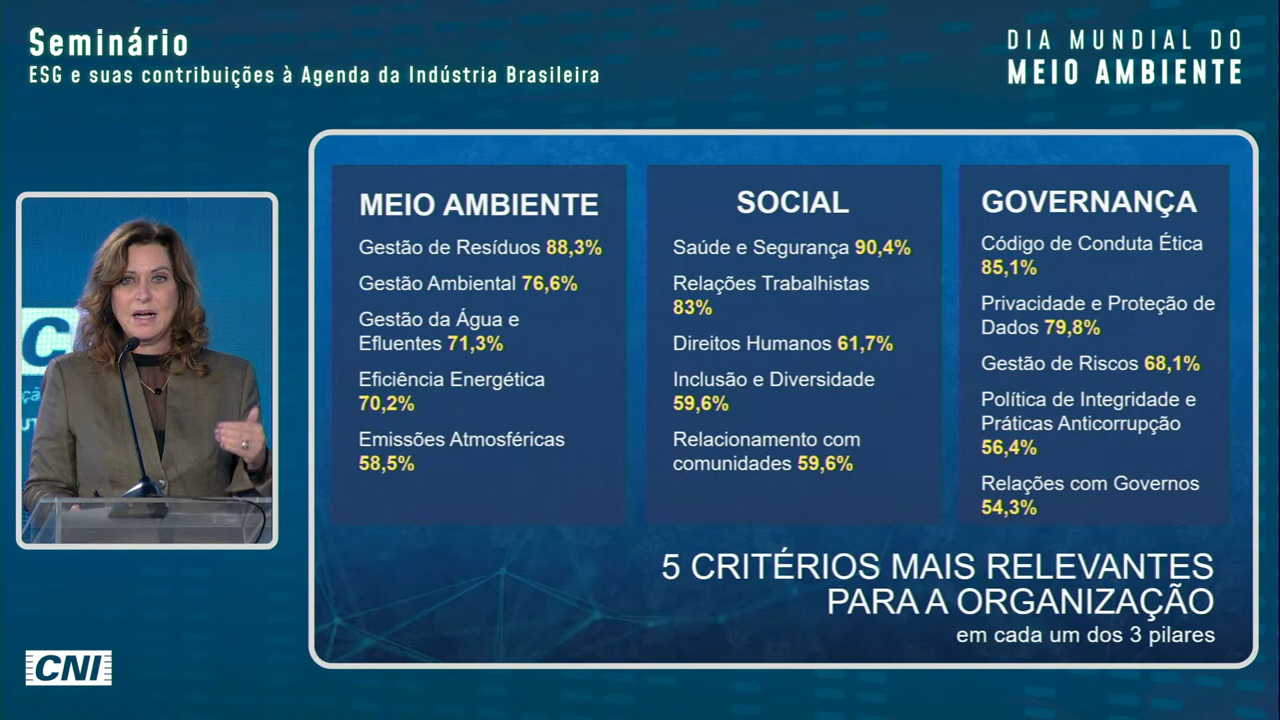 Seminário
ESG e suas contribuições à Agenda da Indústria Brasileira
DIA MUNDIAL DO
MEIO AMBIENTE
MEIO AMBIENTE
Gestão de Resíduos 88,3%
Gestão Ambiental 76,6%
Gestão da Água e
Efluentes 71,3%
Eficiência Energética
70,2%
Emissões Atmosféricas
58,5%
SOCIAL
Saúde e Segurança 90,4%
Relações Trabalhistas
83%
Direitos Humanos 61,7%
Inclusão e Diversidade
59,6%
Relacionamento com
comunidades 59,6%
GOVERNANÇA
Código de Conduta Ética
85,1%
Privacidade e Proteção de
Dados 79,8%
Gestão de Riscos 68,1%
Política de Integridade e
Práticas Anticorrupção
56,4%
Relações com Governos
54,3%
5 CRITÉRIOS MAIS RELEVANTES
PARA A ORGANIZAÇÃO
em cada um dos 3 pilares
CNI